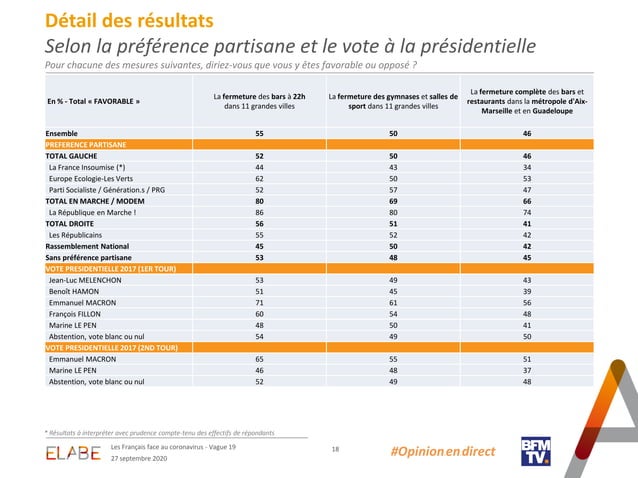 Détail des résultats
Selon la préférence partisane et le vote à la présidentielle
Pour chacune des mesures suivantes, diriez-vous que vous y êtes favorable ou opposé ?
En % - Total « FAVORABLE »
La fermeture des bars à 22h
dans 11 grandes villes
La fermeture des gymnases et salles de
sport dans 11 grandes villes
La fermeture complète des bars et
restaurants dans la métropole d'Aix-
Marseille et en Guadeloupe
Ensemble 55 50 46
PREFERENCE PARTISANE
TOTAL GAUCHE 52 50 46
La France Insoumise (*) 44 43 34
Europe Ecologie-Les Verts 62 50 53
Parti Socialiste / Génération.s / PRG 52 57 47
TOTAL EN MARCHE / MODEM 80 69 66
La République en Marche ! 86 80 74
TOTAL DROITE 56 51 41
Les Républicains 55 52 42
Rassemblement National 45 50 42
Sans préférence partisane 53 48 45
VOTE PRESIDENTIELLE 2017 (1ER TOUR)
Jean-Luc MELENCHON 53 49 43
Benoît HAMON 51 45 39
Emmanuel MACRON 71 61 56
François FILLON 60 54 48
Marine LE PEN 48 50 41
Abstention, vote blanc ou nul 54 49 50
VOTE PRESIDENTIELLE 2017 (2ND TOUR)
Emmanuel MACRON 65 55 51
Marine LE PEN 46 48 37
Abstention, vote blanc ou nul 52 49 48
* Résultats à interpréter avec prudence compte-tenu des effectifs de répondants
ELABE
Les Français face au coronavirus - Vague 19
27 septembre 2020
18
#Opinion en direct
BFM
TV.